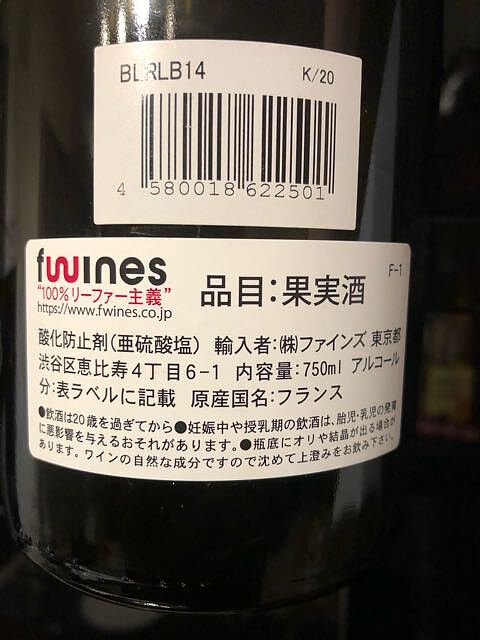 BLRLB14 K/20
4 580018 622501
fwines
"100%リーファー主義"
https://www.fwines.co.jp
品目:果実酒
F-1
酸化防止剤(亜硫酸塩) 輸入者:(株)ファインズ 東京都
渋谷区恵比寿4丁目6-1 内容量:750ml アルコール
分:表ラベルに記載 原産国名:フランス
●飲酒は20歳を過ぎてから●妊娠中や授乳期の飲酒は、胎児・乳児の発育
に悪影響を与えるおそれがあります。●瓶底にオリや結晶が出る場合が
あります。ワインの自然な成分ですので沈めて上澄みをお飲み下さい。